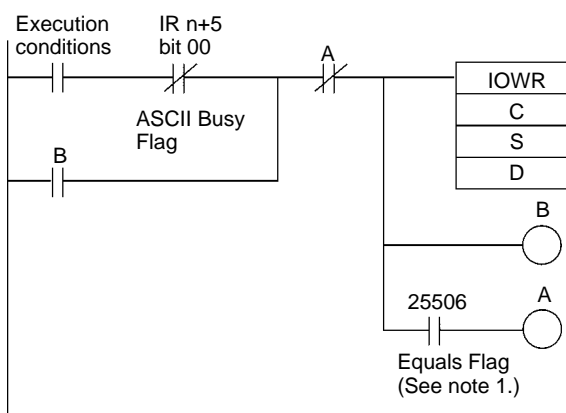 Execution
conditions
IR n+5
bit 00
A
IOWR
C
S
D
ASCII Busy
Flag
B
B
25506
A
Equals Flag
(See note 1.)